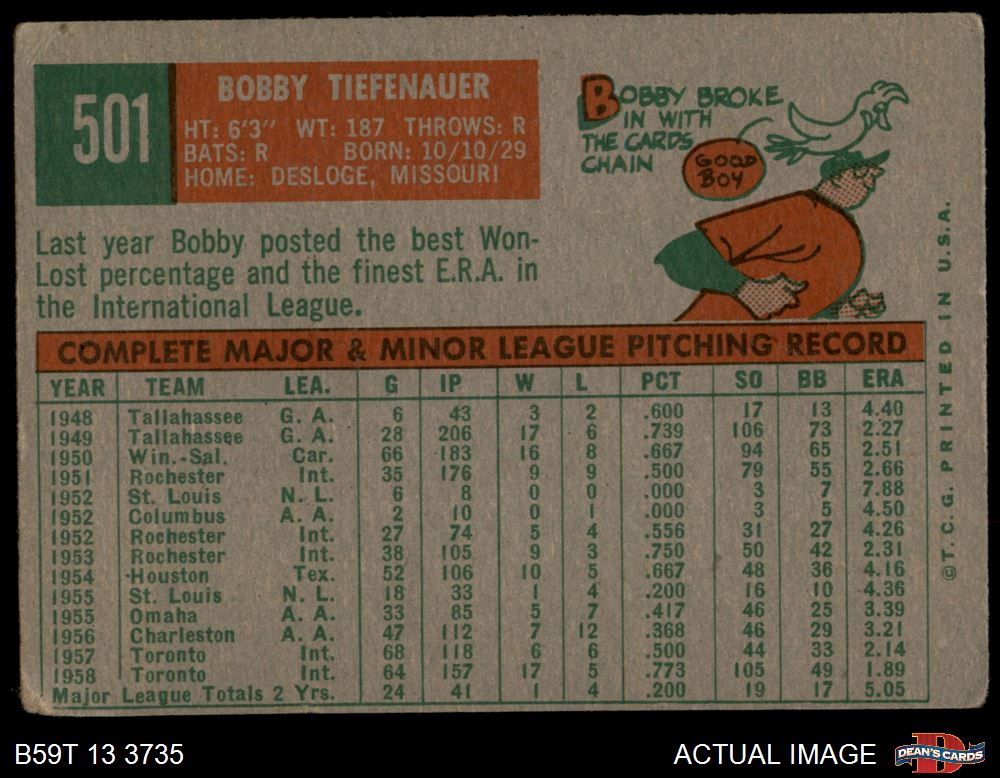 501
BOBBY TIEFENAUER
HT: 6'3" WT: 187 THROWS: R
BATS: R BORN: 10/10/29
HOME: DESLOGE, MISSOURI
BOBBY BROKE
IN WITH
THE CARDS
CHAIN
GOOD
BOY
Last year Bobby posted the best Won-
Lost percentage and the finest E.R.A. in
the International League.
COMPLETE MAJOR & MINOR LEAGUE PITCHING RECORD
YEAR TEAM LEA. G IP W L PCT SO BB ERA
1948 Tallahassee G. A. 6 43 3 2 .600 17 13 4.40
1949 Tallahassee G. A. 28 206 17 6 .739 106 73 2.27
1950 Win.-Sal. Car. 66 183 16 8 .667 94 65 2.51
1951 Rochester Int. 35 176 9 9 .500 79 55 2.66
1952 St. Louis N. L. 6 8 0 0 .000 3 7 7.88
1952 Columbus A. A. 2 10 0 1 .000 3 5 4.50
1952 Rochester Int. 27 74 5 4 .556 31 27 4.26
1953 Rochester Int. 38 105 9 3 .750 50 42 2.31
1954 Houston Tex. 52 106 10 5 .667 48 36 4.16
1955 St. Louis N. L. 18 33 1 4 .200 16 10 4.36
1955 Omaha A. A. 33 85 5 7 .417 46 25 3.39
1956 Charleston A. A. 47 112 7 12 .368 46 29 3.21
1957 Toronto Int. 68 118 6 6 .500 44 33 2.14
1958 Toronto Int. 64 157 17 5 .773 105 49 1.89
Major League Totals 2 Yrs. 24 41 1 4 .200 19 17 5.05
©T.C.G. PRINTED IN U.S.A.
B59T 13 3735
ACTUAL IMAGE
DEAN'S CARDS